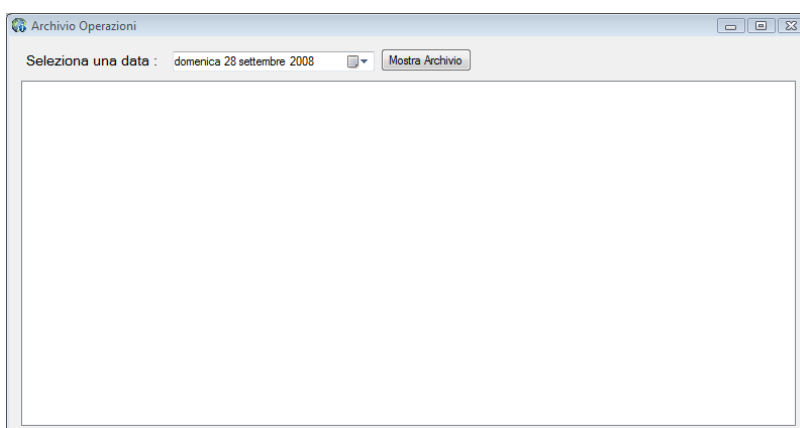 Archivio Operazioni
Seleziona una data : domenica 28 settembre 2008 Mostra Archivio